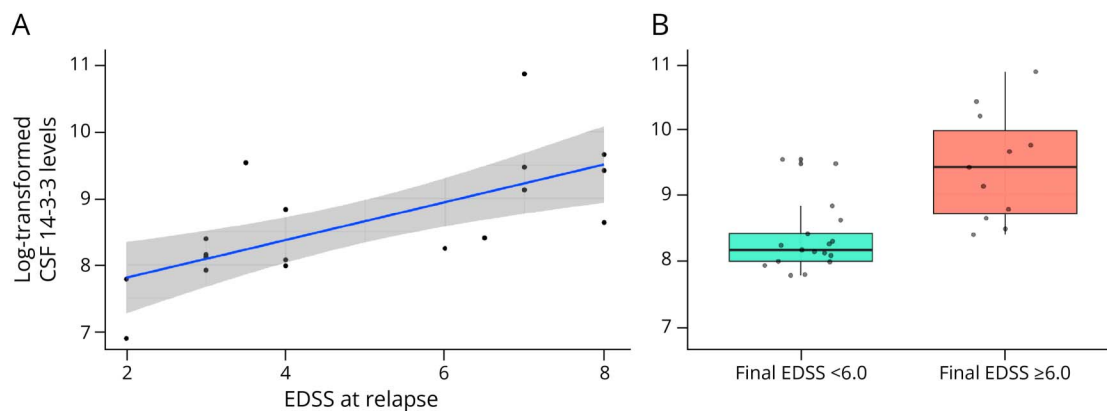 A
B
Log-transformed
CSF 14-3-3 levels
11
10
9
8
7
2
4
6
8
EDSS at relapse
11
10
9
8
7
Final EDSS <6.0
Final EDSS ≥6.0